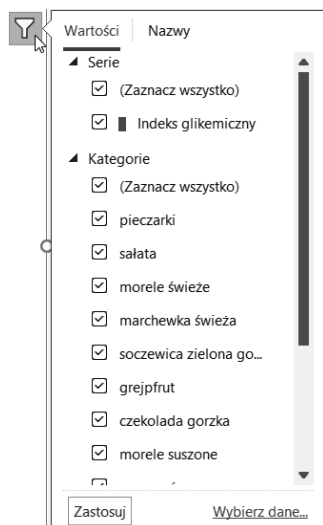 Wartości Nazwy
Serie
(Zaznacz wszystko)
Indeks glikemiczny
Kategorie
(Zaznacz wszystko)
pieczarki
sałata
morele świeże
marchewka świeża
soczewica zielona go...
grejpfrut
czekolada gorzka
morele suszone
Zastosuj Wybierz dane...